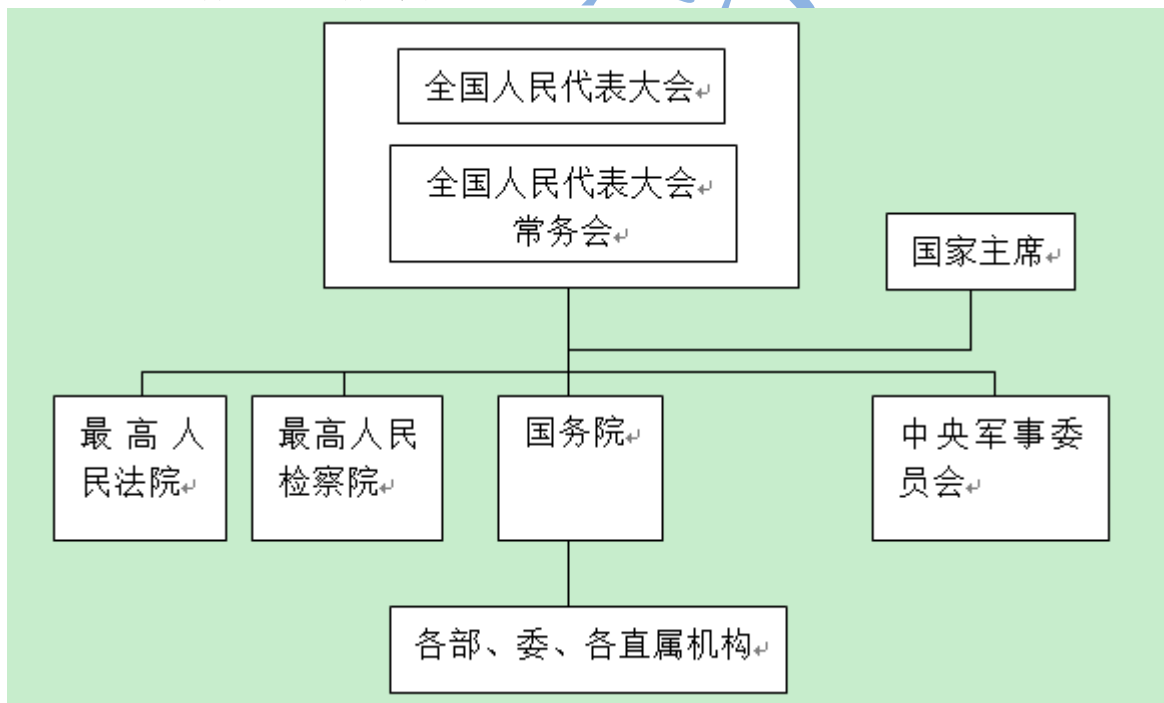 全国人民代表大会
全国人民代表大会
常务会
国家主席
最高人
民法院
最高人民
检察院
国务院
中央军事委
员会
各部、委、各直属机构